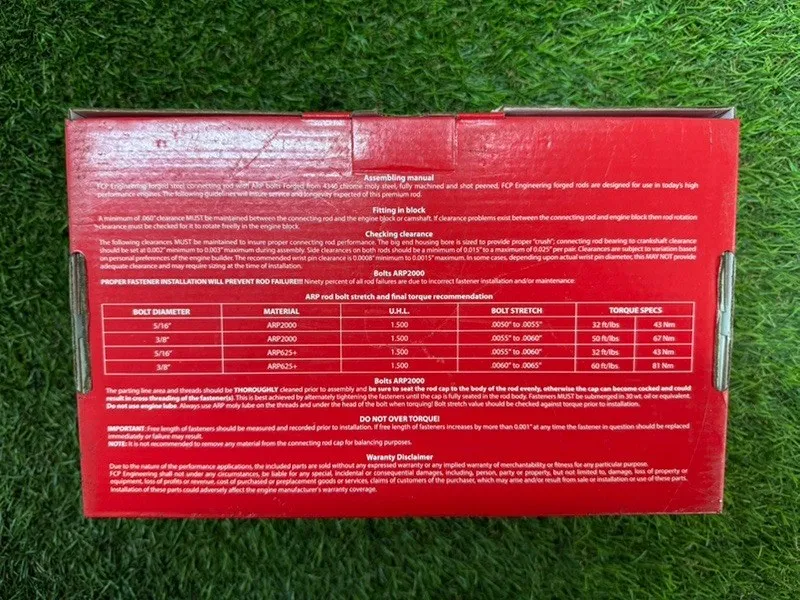 Assembling manual
FCP Engineering forged steel connecting rod with ARP bolts Forged from 4340 chrome moly steel, fully machined and shot peened, FCP Engineering forged rods are designed for use in today's high
performance engines. The follum to 0.003" maximum dure service and longevity expected of this premium rod.
Fitting in block
A minimum of .060" clearance MUST be maintained between the connecting rod and the engine block or camshaft. If clearance problems exist between the connecting rod and engine block then rod rotation
clearance must be checked for it to rotate freely in the engine block.
Checking clearance
The following clearances MUST be maintained to insure proper connecting rod performance. The big end housing bore is sized to provide proper "crush"; connecting rod bearing to crankshaft clearance
should be set at 0.002" minimum to 0.003" maximum during assembly. Side clearances on both rods should be a minimum of 0.015" to a maximum of 0.025" per pair. Clearances are subject to variation based
on personal preferences of the engine builder. The recommended wrist pin clearance is 0.0008" minimum to 0.0015" maximum. In some cases, depending upon actual wrist pin diameter, this MAY NOT provide
adequate clearance and may require sizing at the time of installation.
Bolts ARP2000
PROPER FASTENER INSTALLATION WILL PREVENT ROD FAILURE!!! Ninety percent of all rod failures are due to incorrect fastener installation and/or maintenance:
ARP rod bolt stretch and final torque recommendation
BOLT DIAMETER MATERIAL U.H.L. BOLT STRETCH TORQUE SPECS
5/16" ARP2000 1.500 .0050" to .0055" 32 ft/lbs 43 Nm
3/8" ARP2000 1.500 .0055" to .0060" 50 ft/lbs 67 Nm
5/16" ARP625+ 1.500 .0055" to .0060" 32 ft/lbs 43 Nm
3/8" ARP625+ 1.500 .0060" to .0065" 60 ft/lbs 81 Nm
Bolts ARP2000
The parting line area and threads should be THOROUGHLY cleaned prior to assembly and be sure to seat the rod cap to the body of the rod evenly, otherwise the cap can become cocked and could
result in cross threading of the fastener(s). This is best achieved by alternately tightening the fasteners until the cap is fully seated in the rod body. Fasteners MUST be submerged in 30 wt. oil or equivalent.
Do not use engine lube. Always use ARP moly lube on the threads and under the head of the bolt when torquing! Bolt stretch value should be checked against torque prior to installation.
DO NOT OVER TORQUE!
IMPORTANT: Free length of fasteners should be measured and recorded prior to installation. If free length of fasteners increases by more than 0.001" at any time the fastener in question should be replaced
immediately or failure may result.
NOTE: It is not recommended to remove any material from the connecting rod cap for balancing purposes.
Warranty Disclaimer
Due to the nature of the performance applications, the included parts are sold without any expressed warranty or any implied warranty of merchantability or fitness for any particular purpose.
FCP Engineering shall not under any circumstances, be liable for any special, incidental or consequential damages, including, person, party or property, but not limited to, damage, loss of property or
equipment, loss of profits or revenue, cost of purchased or preplacement goods or services, claims of customers of the purchaser, which may arise and/or result from sale or installation or use of these parts.
Installation of these parts could adversely affect the engine manufacturer's warranty coverage.